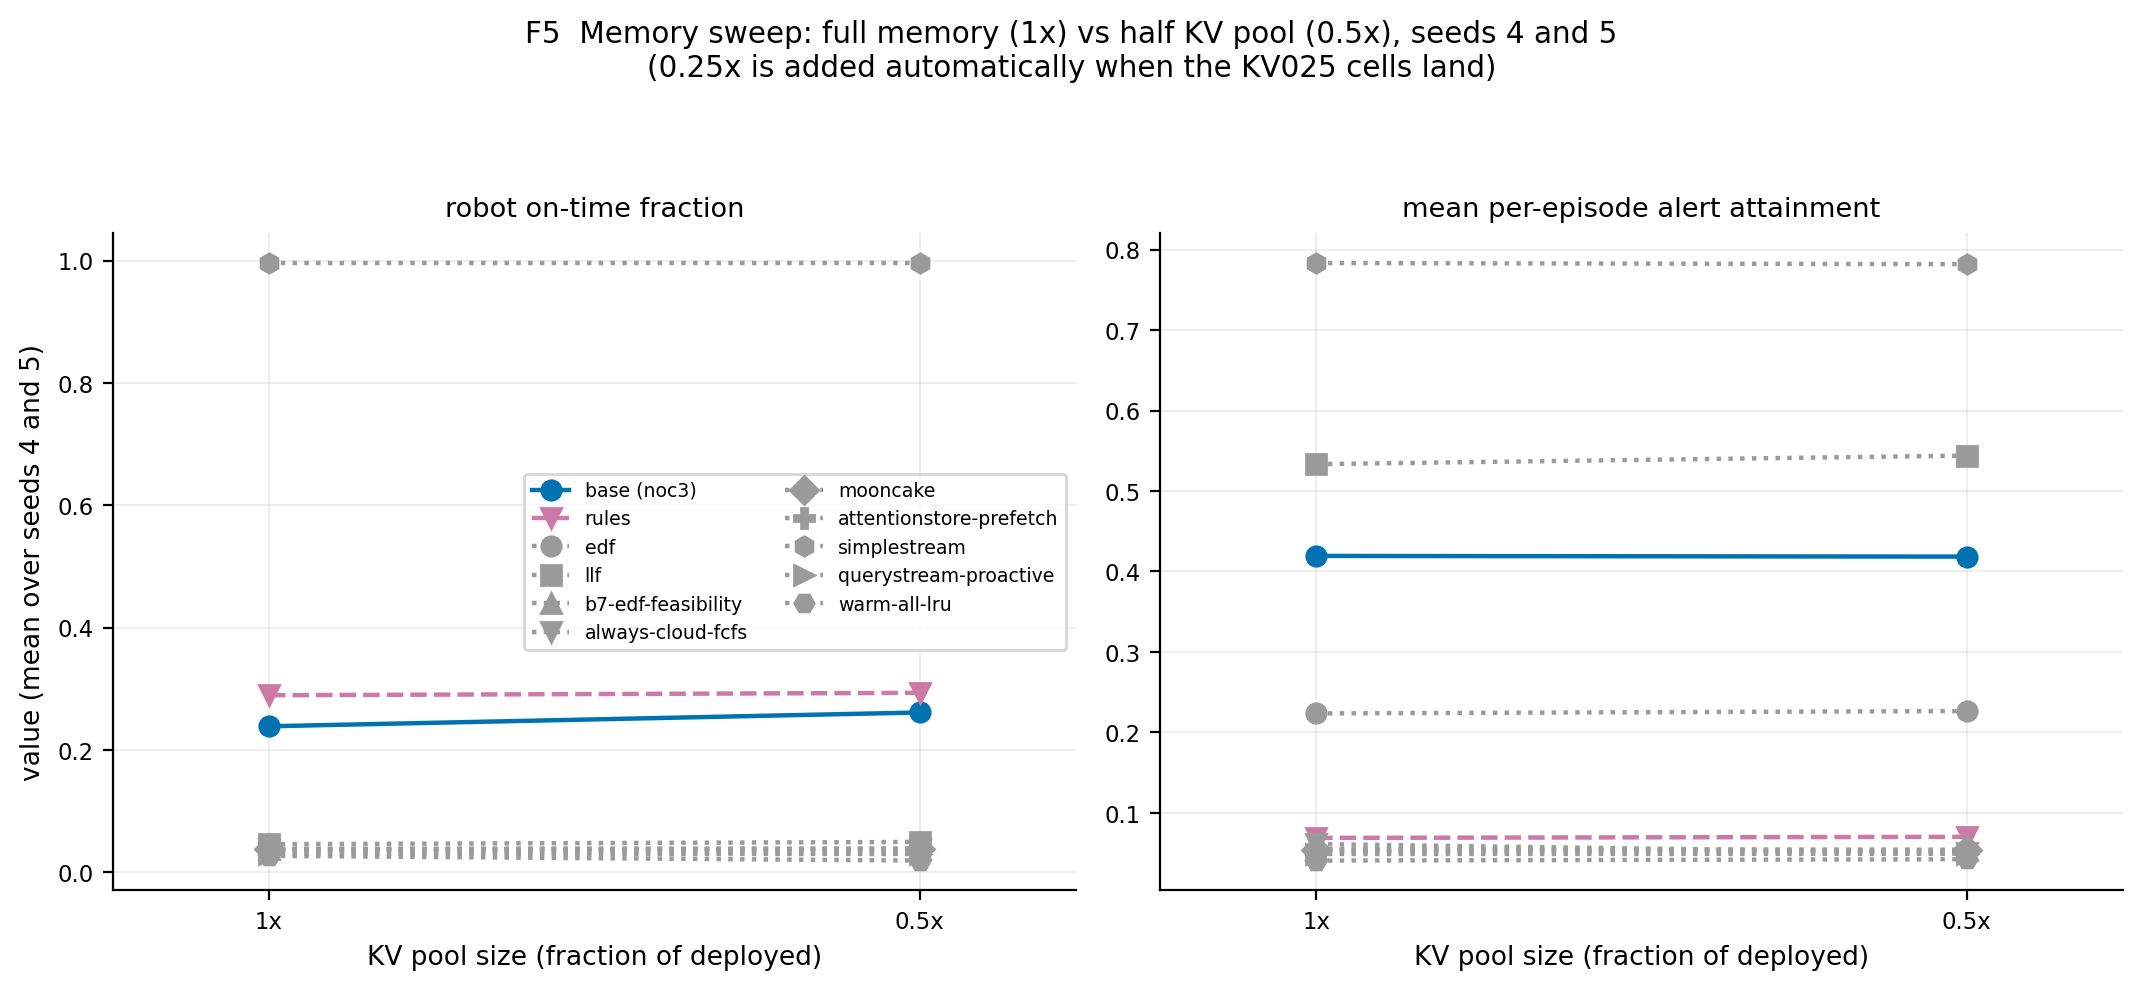 F5  Memory sweep: full memory (1x) vs half KV pool (0.5x), seeds 4 and 5
(0.25x is added automatically when the KV025 cells land)
robot on-time fraction
value (mean over seeds 4 and 5)
1.0
0.8
0.6
0.4
0.2
0.0
base (noc3)
rules
edf
llf
b7-edf-feasibility
always-cloud-fcfs
mooncake
attentionstore-prefetch
simplestream
querystream-proactive
warm-all-lru
1x
0.5x
KV pool size (fraction of deployed)
mean per-episode alert attainment
0.8
0.7
0.6
0.5
0.4
0.3
0.2
0.1
1x
0.5x
KV pool size (fraction of deployed)